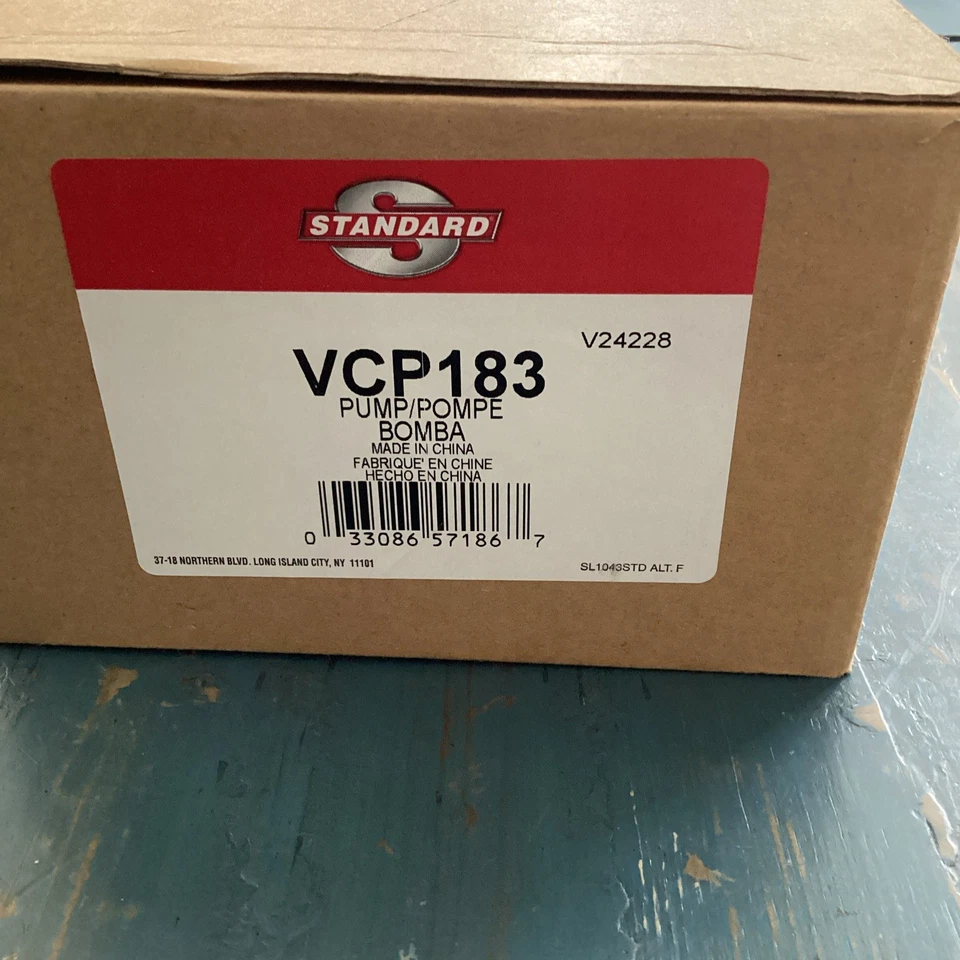 STANDARD
V24228
VCP183
PUMP/POMPE
BOMBA
MADE IN CHINA
FABRIQUE' EN CHINE
HECHO EN CHINA
0 33086 57186 7
37-18 NORTHERN BLVD. LONG ISLAND CITY, NY 11101
SL1043STD ALT. F